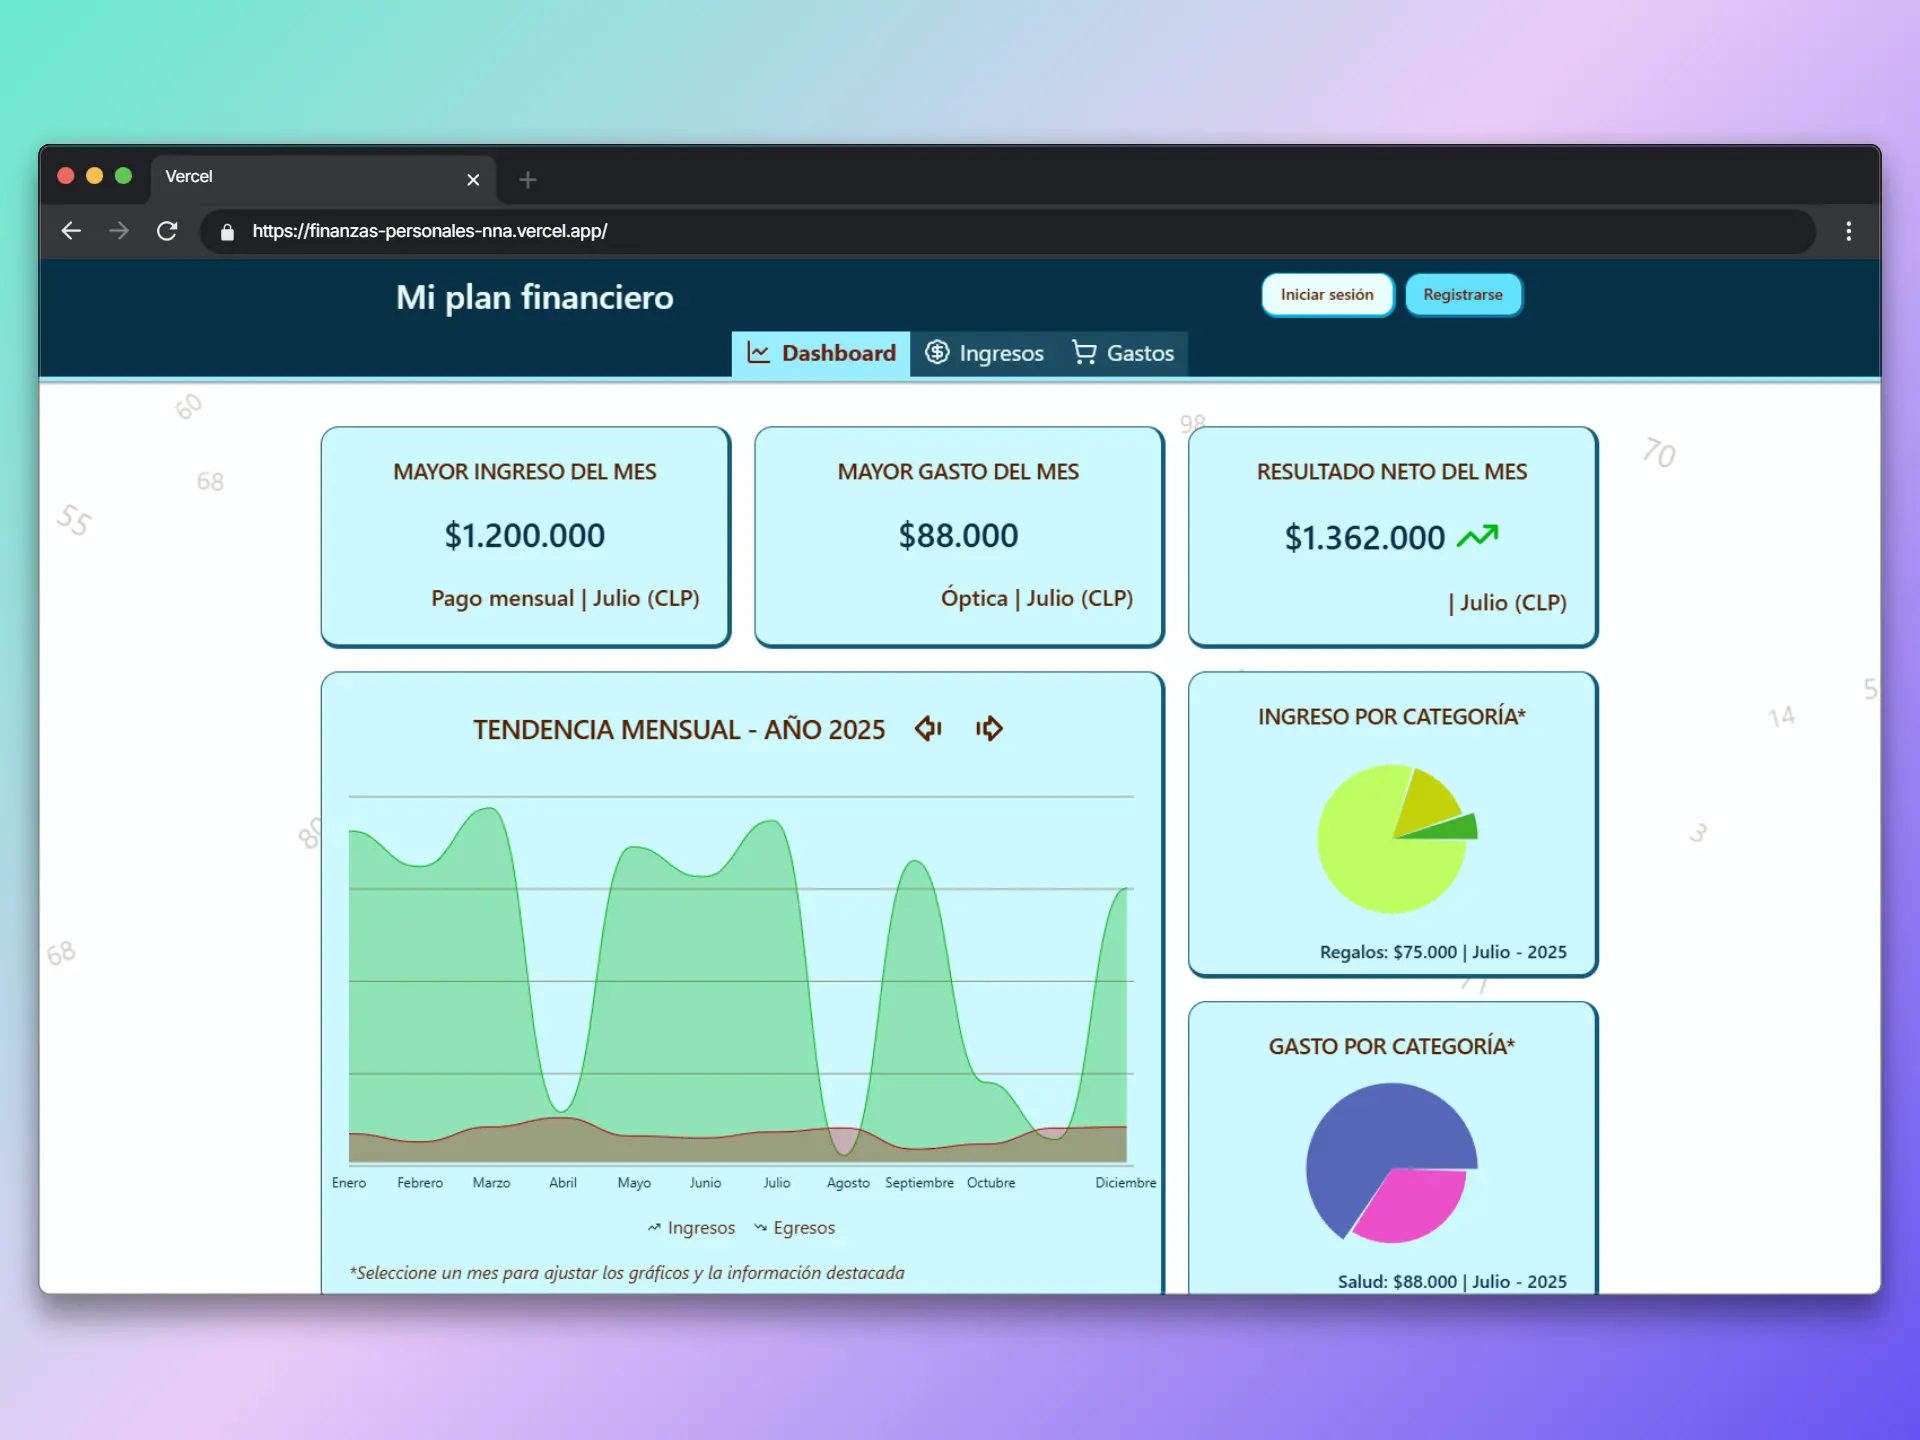 Vercel
https://finanzas-personales-nna.vercel.app/
Mi plan financiero
Iniciar sesión
Registrarse
Dashboard
Ingresos
Gastos
60
68
55
98
70
MAYOR INGRESO DEL MES
$1.200.000
Pago mensual | Julio (CLP)
MAYOR GASTO DEL MES
$88.000
Óptica | Julio (CLP)
RESULTADO NETO DEL MES
$1.362.000
| Julio (CLP)
TENDENCIA MENSUAL - AÑO 2025
Enero Febrero Marzo Abril Mayo Junio Julio Agosto Septiembre Octubre Diciembre
Ingresos Egresos
*Seleccione un mes para ajustar los gráficos y la información destacada
INGRESO POR CATEGORÍA*
Regalos: $75.000 | Julio - 2025
GASTO POR CATEGORÍA*
Salud: $88.000 | Julio - 2025
80
68
14
5
3